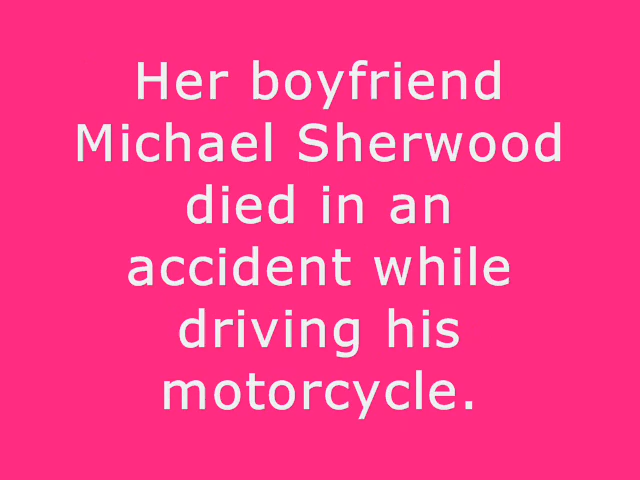 Her boyfriend
Michael Sherwood
died in an
accident while
driving his
motorcycle.